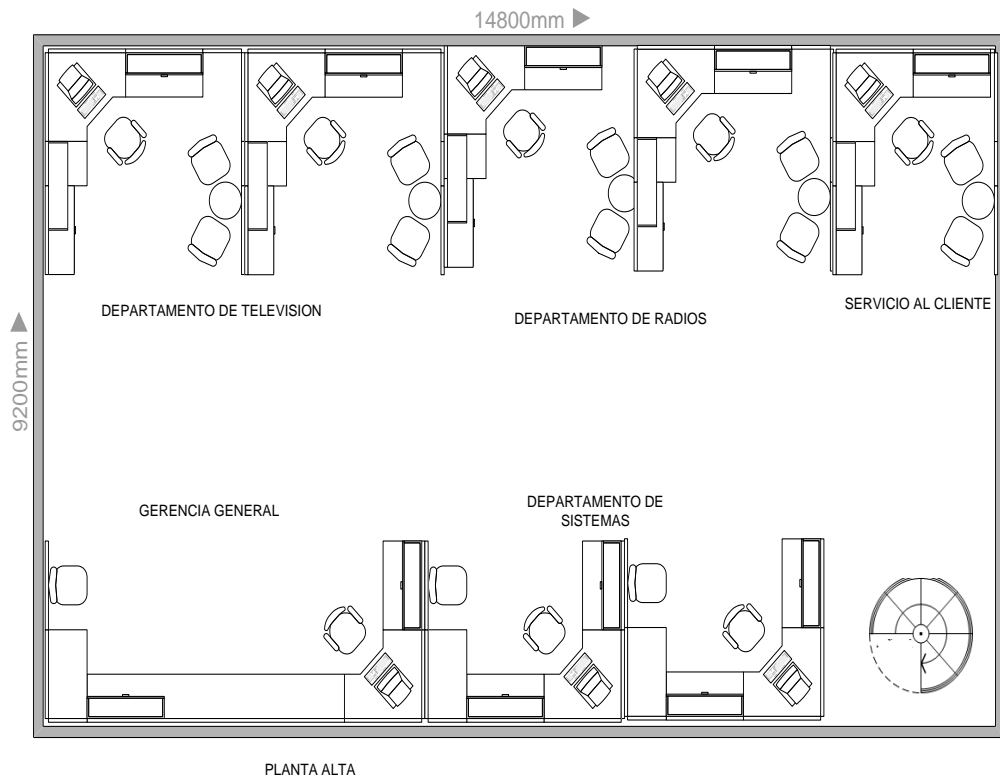 14800mm
DEPARTAMENTO DE TELEVISION
DEPARTAMENTO DE RADIOS
SERVICIO AL CLIENTE
9200mm
GERENCIA GENERAL
DEPARTAMENTO DE
SISTEMAS
PLANTA ALTA